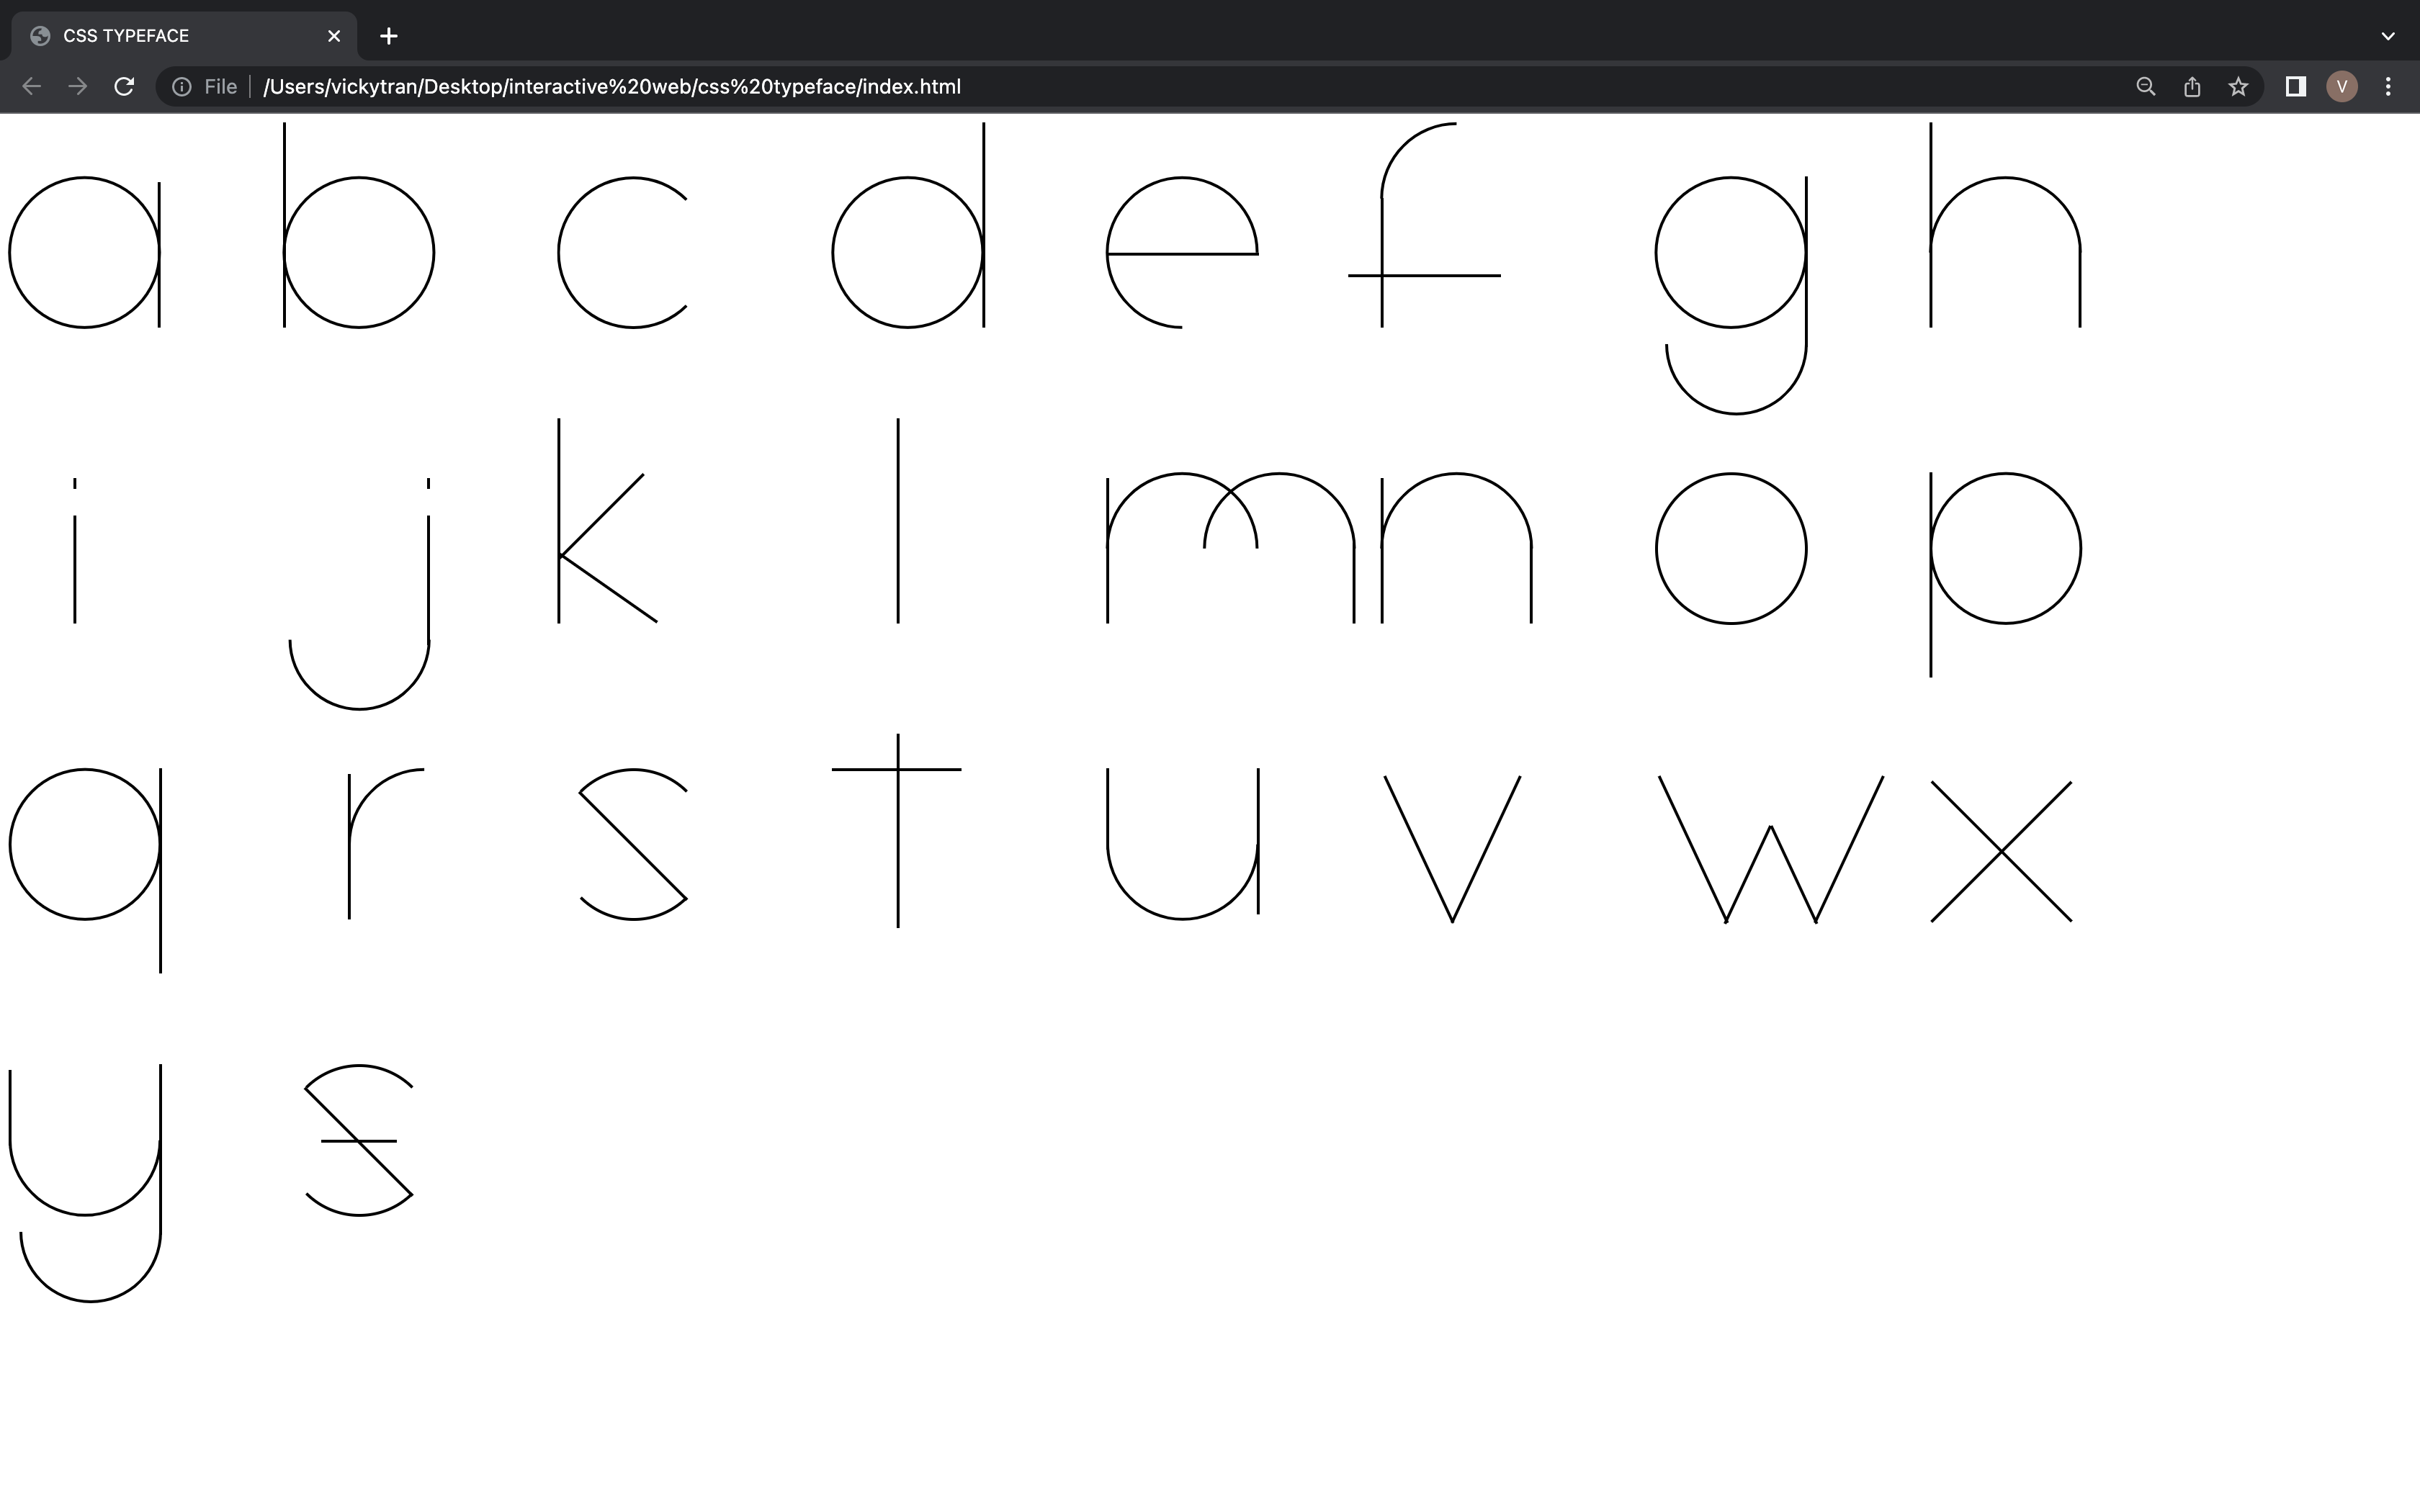 CSS TYPEFACE
File /Users/vickytran/Desktop/interactive%20web/css%20typeface/index.html
V
a b c d e f g h
i j k l m n o p
q r s t u v w x
y z